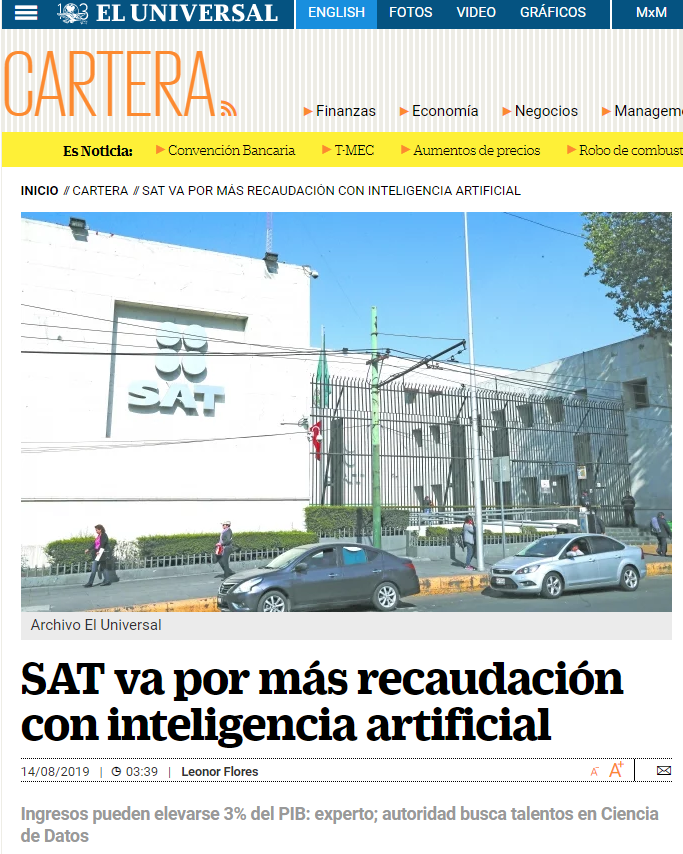 103 EL UNIVERSAL ENGLISH FOTOS VIDEO GRÁFICOS MxM
CARTERA
Finanzas Economía Negocios Managem
Es Noticia: Convención Bancaria T-MEC Aumentos de precios Robo de combust
INICIO // CARTERA // SAT VA POR MÁS RECAUDACIÓN CON INTELIGENCIA ARTIFICIAL
SAT
Archivo El Universal
SAT va por más recaudación
con inteligencia artificial
14/08/2019 | 03:39 | Leonor Flores A- A+
Ingresos pueden elevarse 3% del PIB: experto; autoridad busca talentos en Ciencia
de Datos